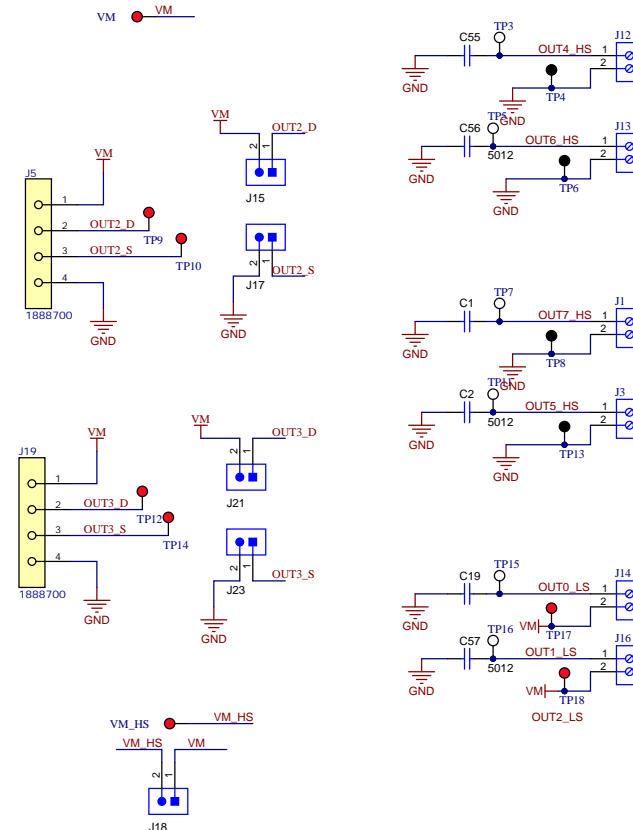 VM VM
VM
J5
1
2 OUT2_D
3 OUT2_S
4
TP9
TP10
1888700
GND
VM
OUT2_D
2 1
J15
2 1
OUT2_S
J17
GND
VM
J19
1
2 OUT3_D
3 OUT3_S
4
TP12
TP14
1888700
GND
VM
OUT3_D
2 1
J21
2 1
OUT3_S
J23
GND
VM_HS VM_HS
VM_HS VM
2 1
J18
C55 TP3 OUT4_HS 1 J12
2
GND
GND TP4
C56 TP5 OUT6_HS 1 J13
5012 2
GND
GND TP6
C1 TP7 OUT7_HS 1 J1
2
GND
GND TP8
C2 OUT5_HS 1 J3
5012 2
GND
GND TP13
C19 TP15 OUT0_LS 1 J14
2
GND
VM TP17
C57 TP16 OUT1_LS 1 J16
5012 2
GND
VM TP18
OUT2_LS